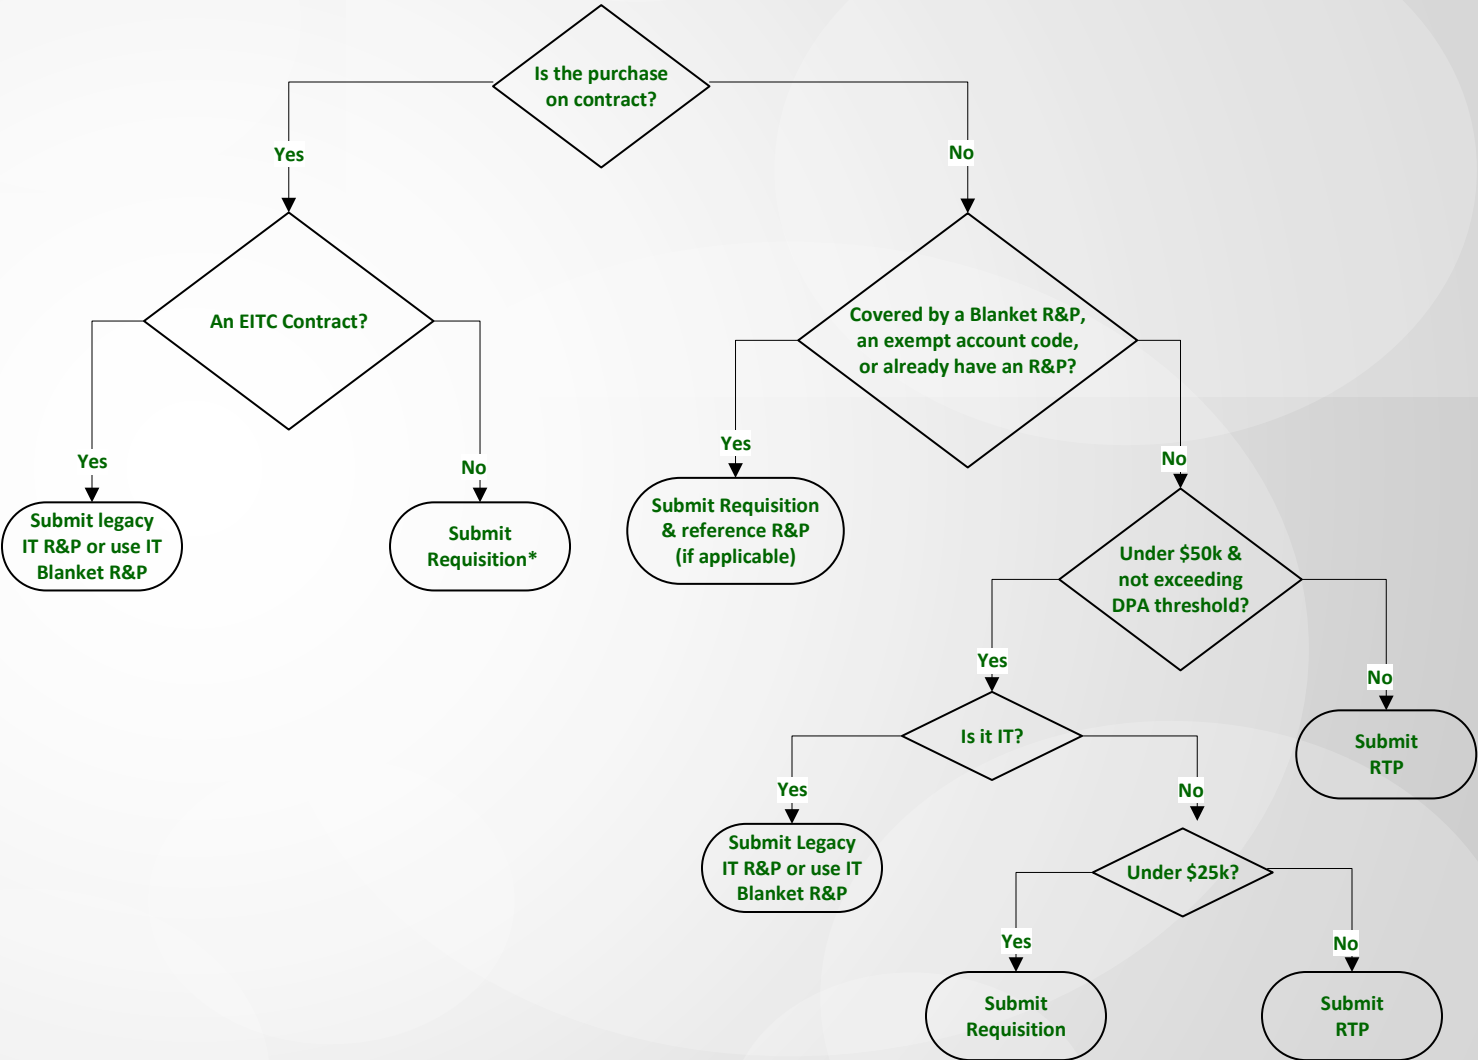 Is the purchase
on contract?
Yes
No
An EITC Contract?
Covered by a Blanket R&P,
an exempt account code,
or already have an R&P?
Yes
No
Yes
No
Submit legacy
IT R&P or use IT
Blanket R&P
Submit
Requisition*
Submit Requisition
& reference R&P
(if applicable)
Under $50k &
not exceeding
DPA threshold?
Yes
No
Is it IT?
Submit
RTP
Yes
No
Submit Legacy
IT R&P or use IT
Blanket R&P
Under $25k?
Yes
No
Submit
Requisition
Submit
RTP